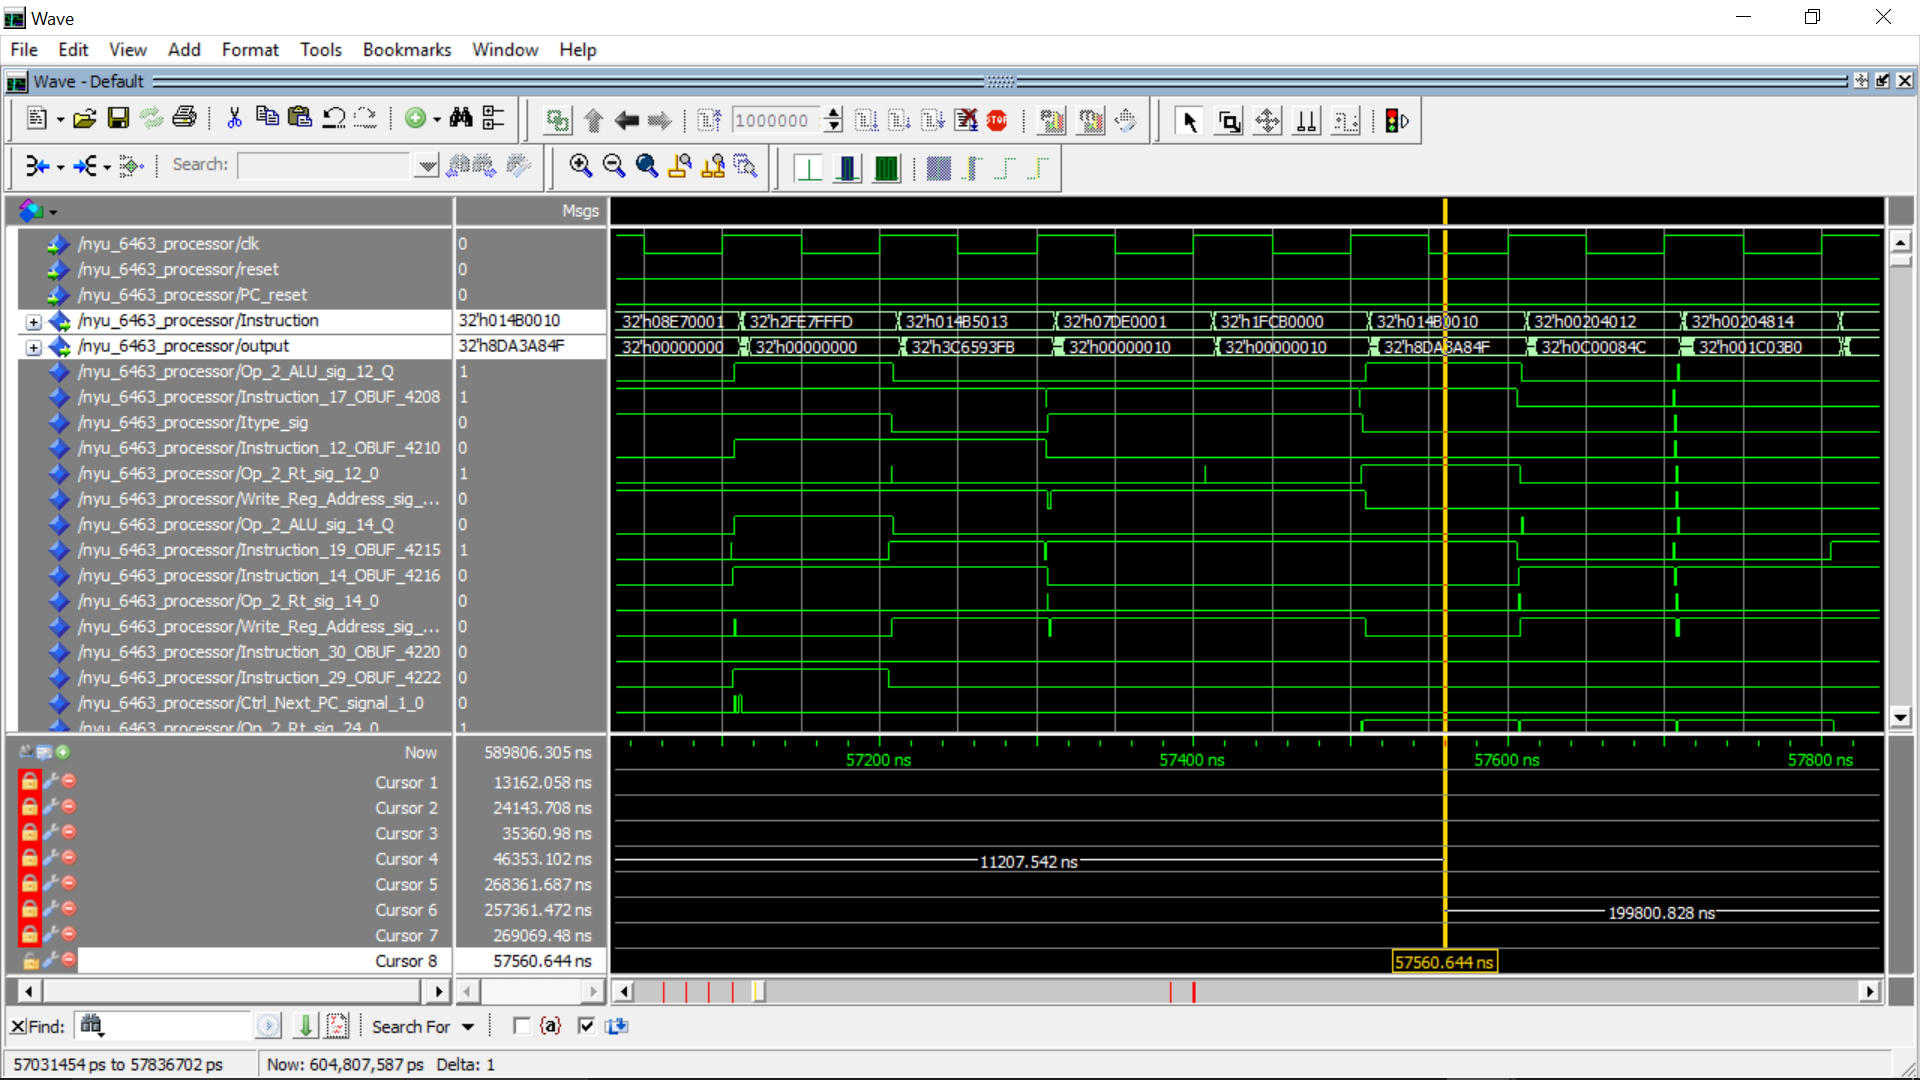 Wave
File Edit View Add Format Tools Bookmarks Window Help
Wave - Default
1000000
STOP
Search:
Msgs
/nyu_6463_processor/clk 0
/nyu_6463_processor/reset 0
/nyu_6463_processor/PC_reset 0
/nyu_6463_processor/Instruction 32'h014B0010 32'h08E70001 32'h2FE7FFFD 32'h014B5013 32'h07DE0001 32'h1FCB0000 32'h014B0010 32'h00204012 32'h00204814
/nyu_6463_processor/output 32'h8DA3A84F 32'h00000000 32'h00000000 32'h3C6593FB 32'h00000010 32'h00000010 32'h8DA3A84F 32'h0C00084C 32'h001C03B0
/nyu_6463_processor/Op_2_ALU_sig_12_Q 1
/nyu_6463_processor/Instruction_17_OBUF_4208 1
/nyu_6463_processor/Itype_sig 0
/nyu_6463_processor/Instruction_12_OBUF_4210 0
/nyu_6463_processor/Op_2_Rt_sig_12_0 1
/nyu_6463_processor/Write_Reg_Address_sig_... 0
/nyu_6463_processor/Op_2_ALU_sig_14_Q 0
/nyu_6463_processor/Instruction_19_OBUF_4215 1
/nyu_6463_processor/Instruction_14_OBUF_4216 0
/nyu_6463_processor/Op_2_Rt_sig_14_0 0
/nyu_6463_processor/Write_Reg_Address_sig_... 0
/nyu_6463_processor/Instruction_30_OBUF_4220 0
/nyu_6463_processor/Instruction_29_OBUF_4222 0
/nyu_6463_processor/Ctrl_Next_PC_signal_1_0 0
/nyu_6463_processor/Op_2_Rt_sig_24_0 1
Now 589806.305 ns 57200 ns 57400 ns 57600 ns 57800 ns
Cursor 1 13162.058 ns
Cursor 2 24143.708 ns
Cursor 3 35360.98 ns
Cursor 4 46353.102 ns 11207.542 ns
Cursor 5 268361.687 ns
Cursor 6 257361.472 ns 199800.828 ns
Cursor 7 269069.48 ns
Cursor 8 57560.644 ns 57560.644 ns
Find: Search For {a}
57031454 ps to 57836702 ps Now: 604,807,587 ps Delta: 1